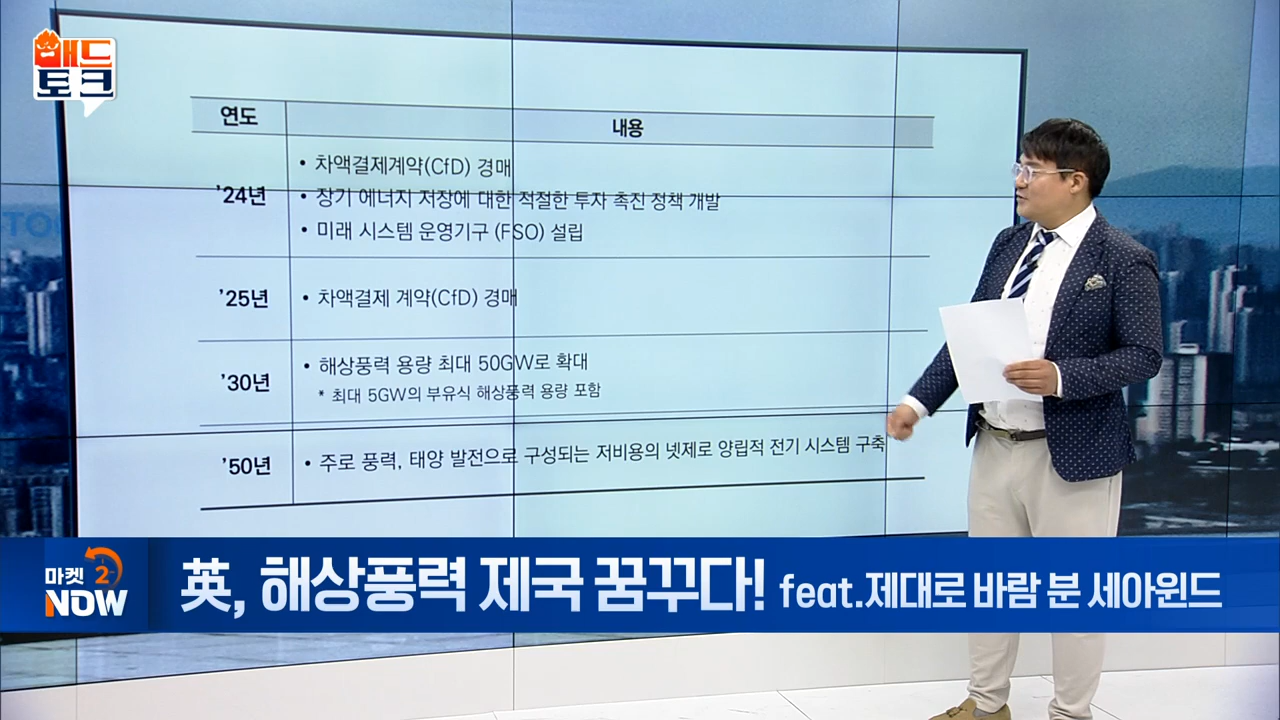 매드
토크
연도
내용
'24년
• 차액결제계약(CfD) 경매
• 장기 에너지 저장에 대한 적절한 투자 촉진 정책 개발
• 미래 시스템 운영기구 (FSO) 설립
'25년
• 차액결제 계약(CfD) 경매
'30년
• 해상풍력 용량 최대 50GW로 확대
* 최대 5GW의 부유식 해상풍력 용량 포함
'50년
• 주로 풍력, 태양 발전으로 구성되는 저비용의 넷제로 양립적 전기 시스템 구축
마켓 2
NOW
英, 해상풍력 제국 꿈꾸다! feat.제대로 바람 분 세아윈드